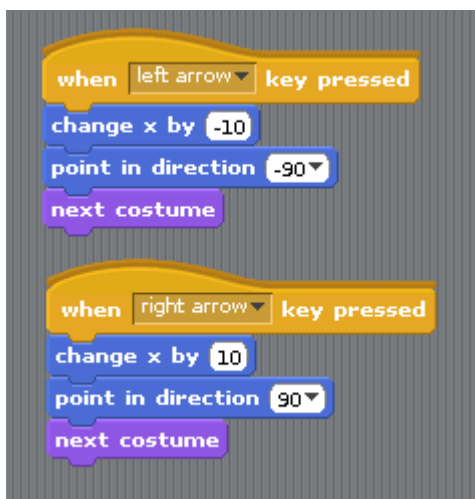 when left arrow key pressed
change x by -10
point in direction -90
next costume
when right arrow key pressed
change x by 10
point in direction 90
next costume